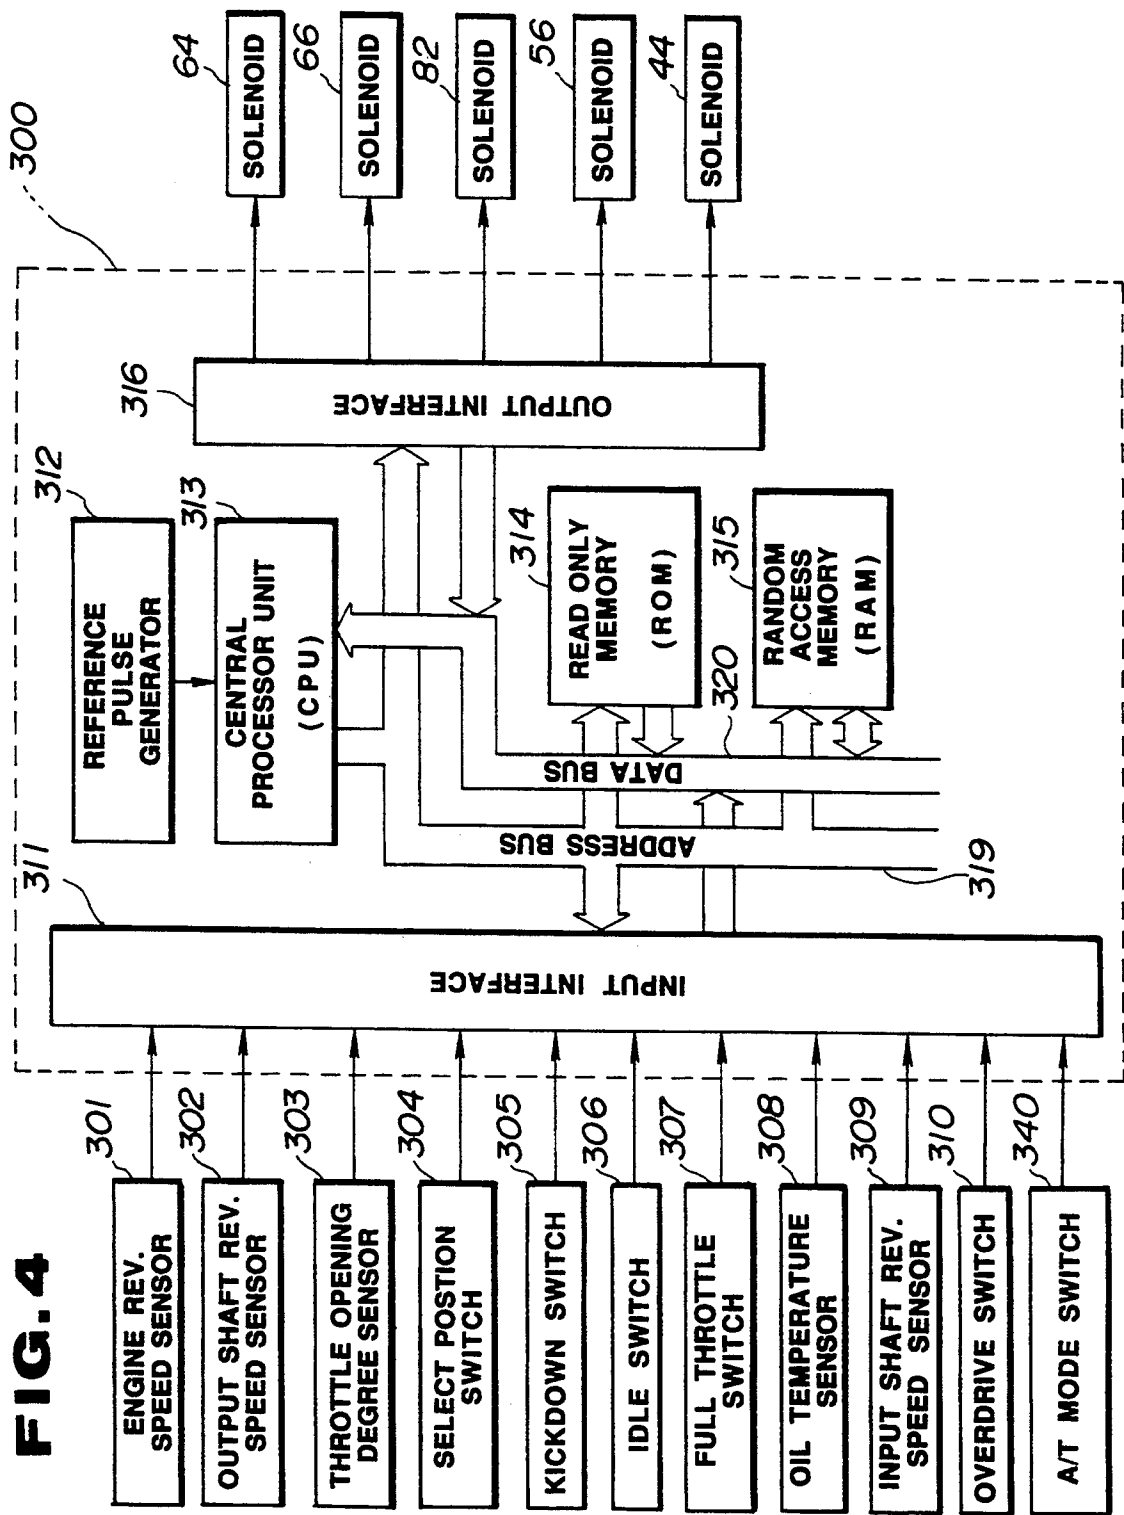 FIG.4
ENGINE REV.
SPEED SENSOR
301
OUTPUT SHAFT REV.
SPEED SENSOR
302
THROTTLE OPENING
DEGREE SENSOR
303
SELECT POSTION
SWITCH
304
KICKDOWN SWITCH
305
IDLE SWITCH
306
FULL THROTTLE
SWITCH
307
OIL TEMPERATURE
SENSOR
308
INPUT SHAFT REV.
SPEED SENSOR
309
OVERDRIVE SWITCH
310
A/T MODE SWITCH
340
INPUT INTERFACE
311
REFERENCE
PULSE
GENERATOR
312
CENTRAL
PROCESSOR UNIT
(CPU)
313
ADDRESS BUS
319
DATA BUS
320
READ ONLY
MEMORY
(ROM)
314
RANDOM
ACCESS
MEMORY
(RAM)
315
OUTPUT INTERFACE
316
300
SOLENOID
64
SOLENOID
66
SOLENOID
82
SOLENOID
56
SOLENOID
44